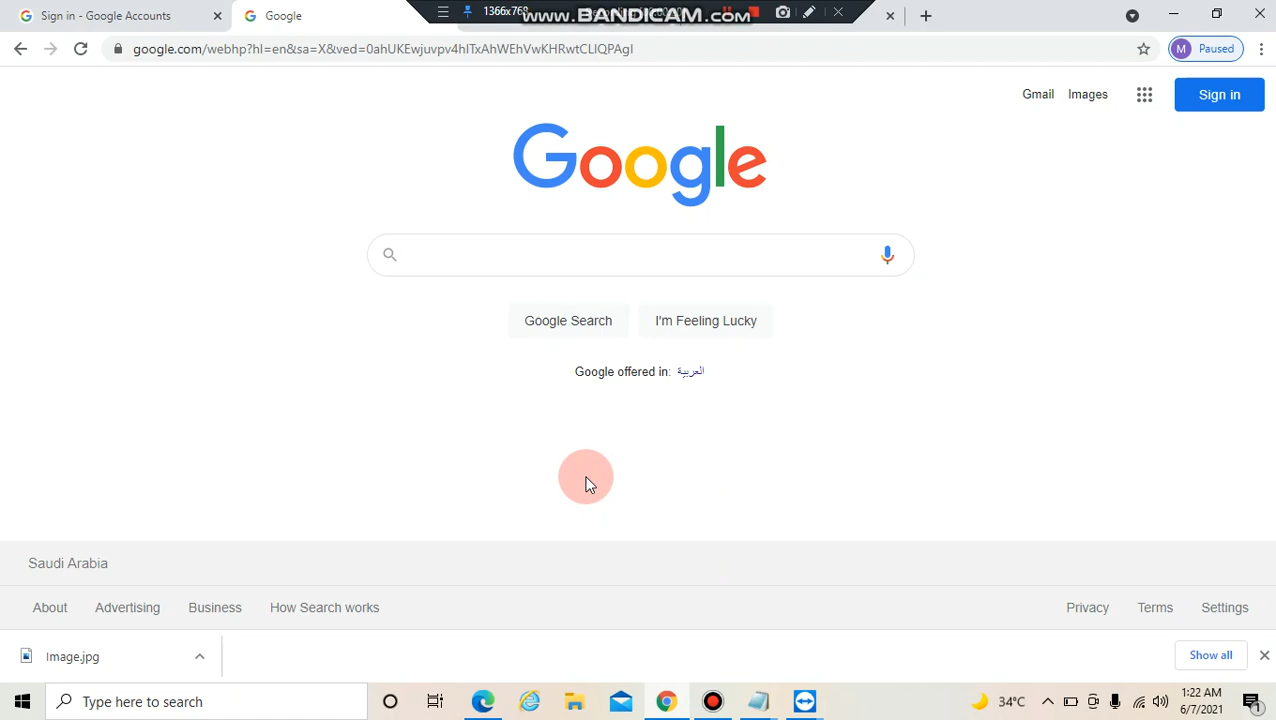 Sign in - Google Accounts
Google
1366x768
www.BANDICAM.com
google.com/webhp?hl=en&sa=X&ved=0ahUKEwjuvpv4hITxAhWEhVwKHRwtCLIQPAgI
M Paused
Gmail Images Sign in
Google
Google Search I'm Feeling Lucky
Google offered in: العربية
Saudi Arabia
About Advertising Business How Search works Privacy Terms Settings
Image.jpg Show all
Type here to search 34°C 1:22 AM
6/7/2021 1